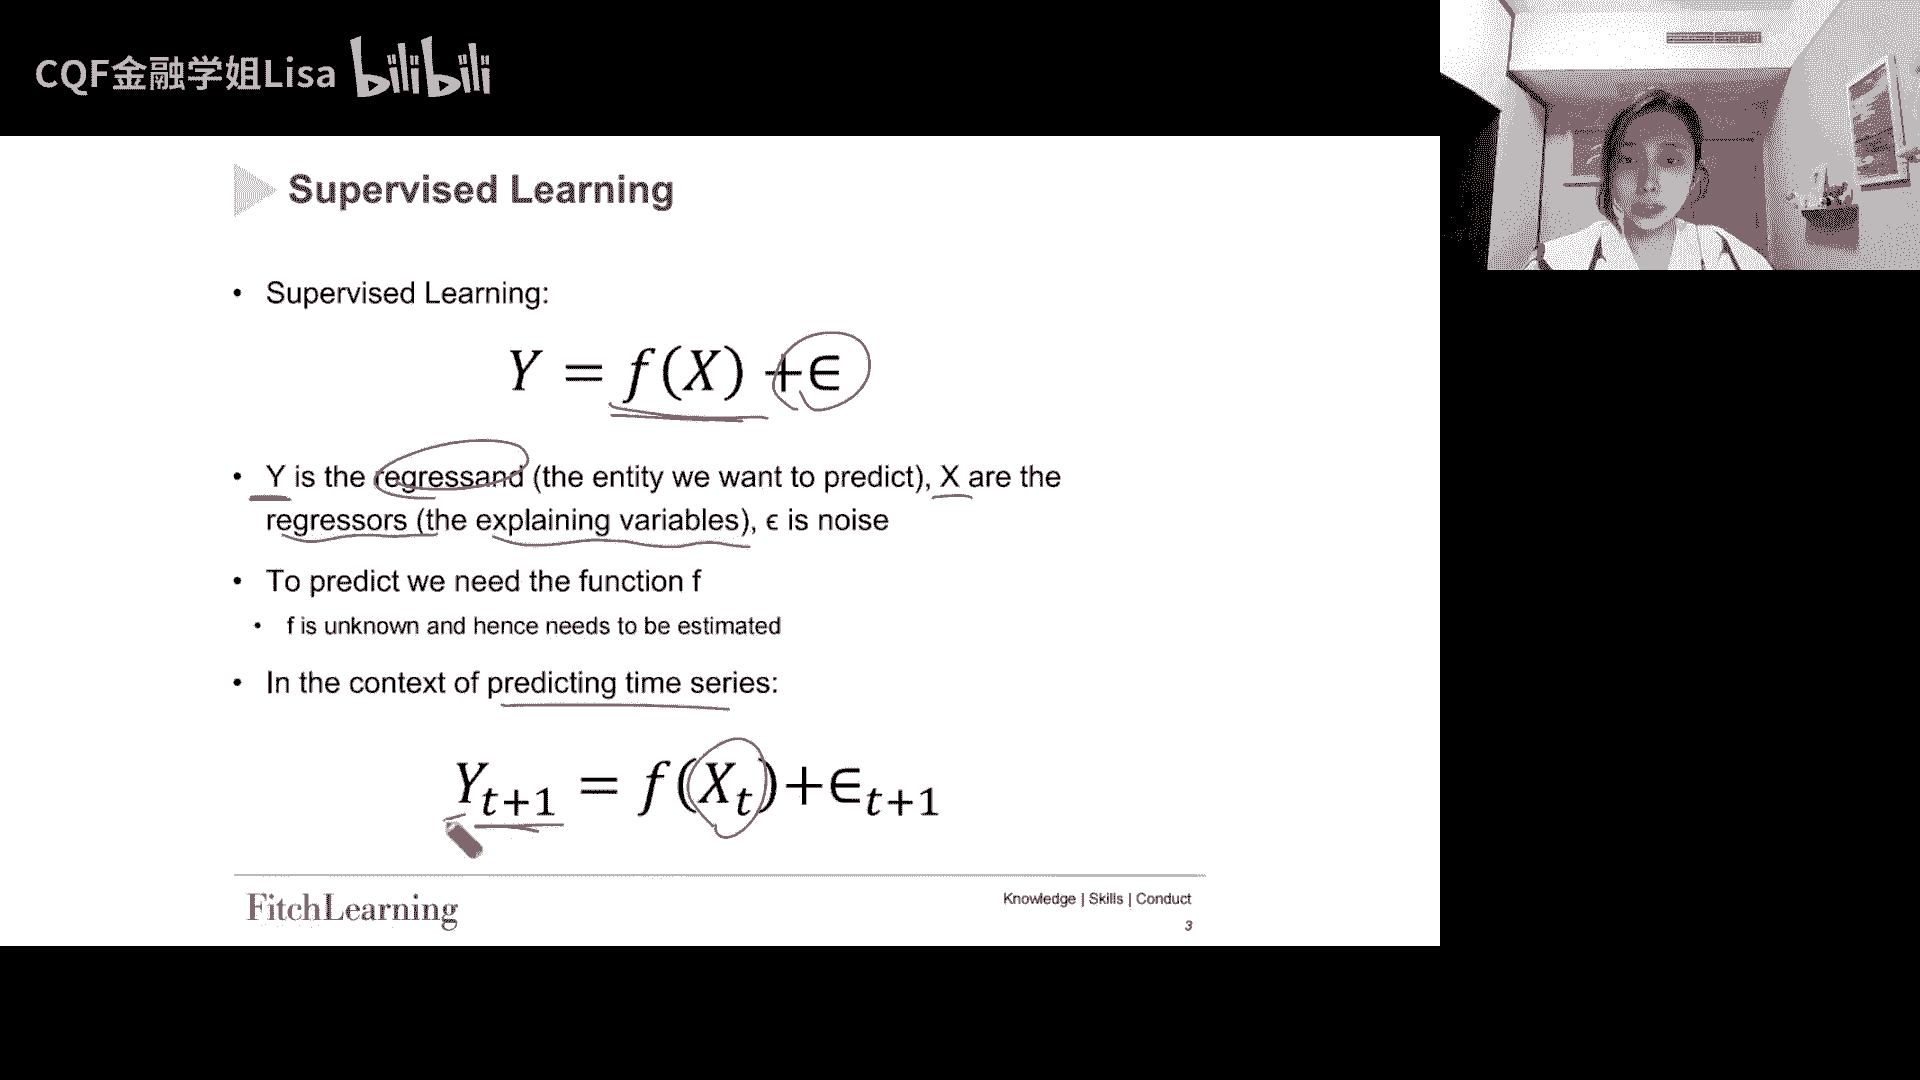 CQF金融学姐Lisa bilibili
Supervised Learning
• Supervised Learning:
Y = f(X) +∈
• Y is the regressand (the entity we want to predict), X are the
regressors (the explaining variables), ϵ is noise
• To predict we need the function f
• f is unknown and hence needs to be estimated
• In the context of predicting time series:
Y_{t+1} = f(X_t)+∈_{t+1}
FitchLearning
Knowledge | Skills | Conduct
3